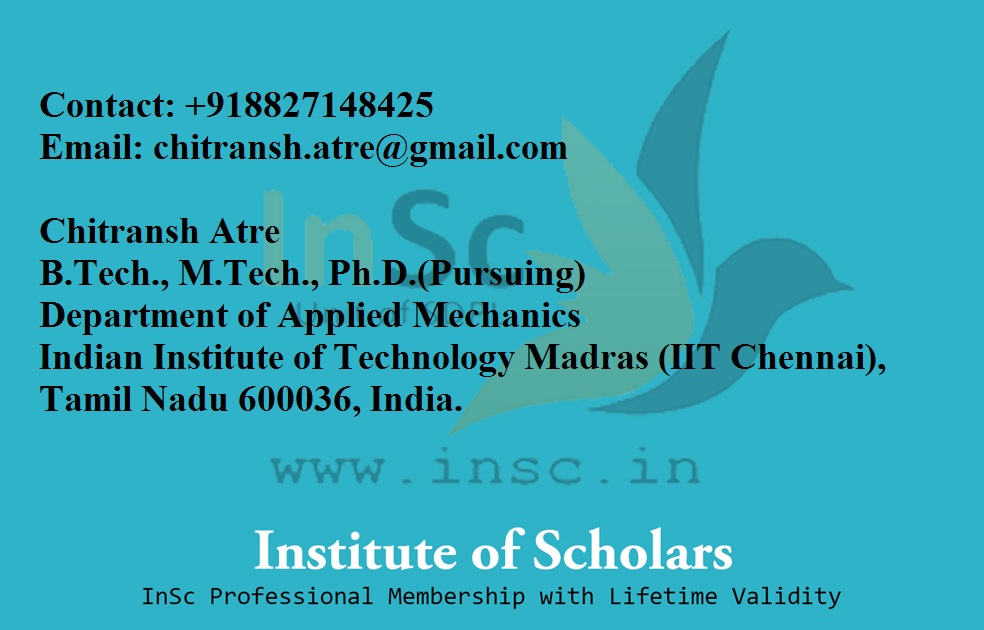 Contact: +918827148425
Email: chitransh.atre@gmail.com
InSc
Chitransh Atre
B.Tech., M.Tech., Ph.D.(Pursuing)
Department of Applied Mechanics
Indian Institute of Technology Madras (IIT Chennai),
Tamil Nadu 600036, India.
www.insc.in
Institute of Scholars
InSc Professional Membership with Lifetime Validity